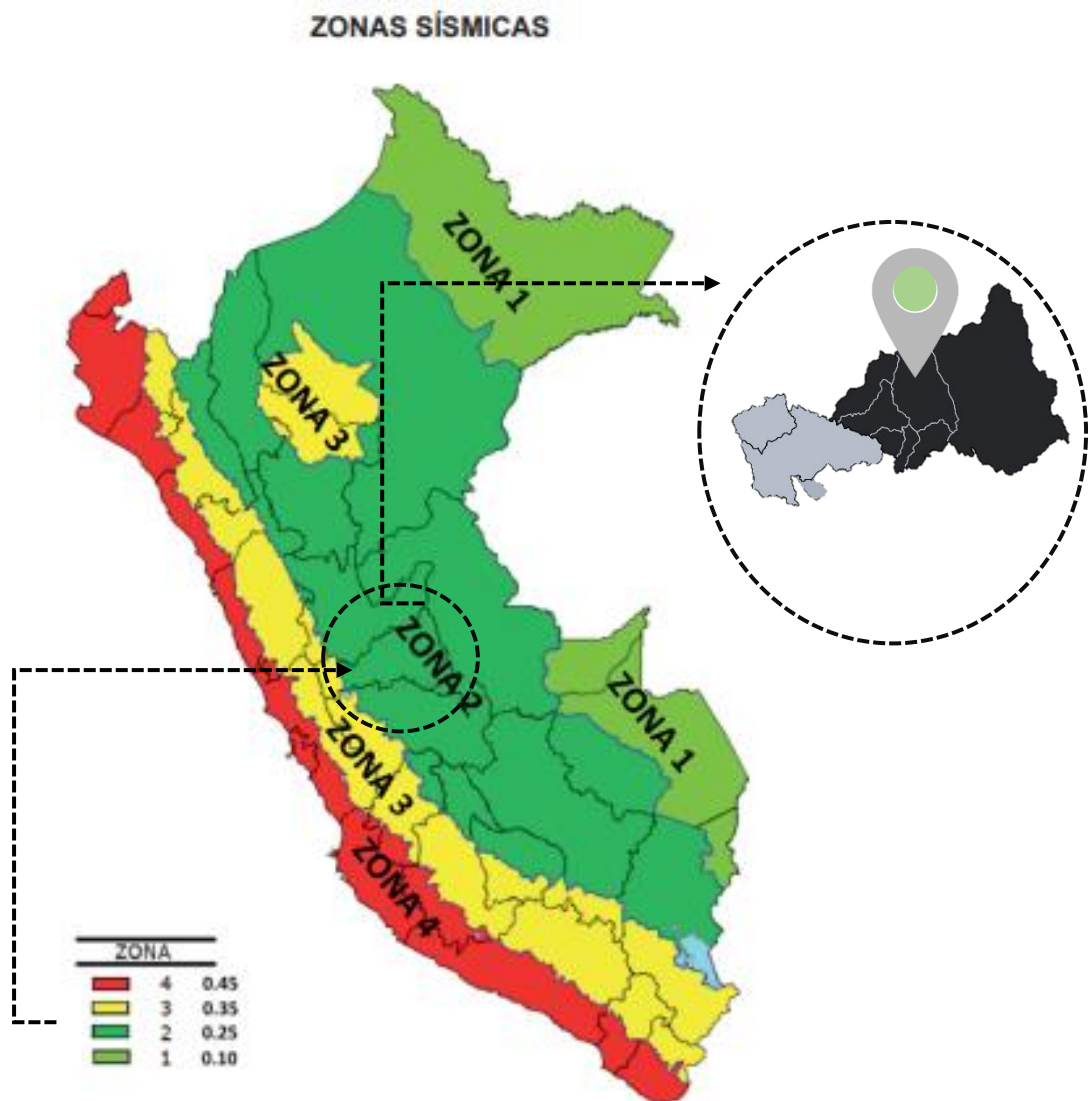 ZONAS SÍSMICAS
ZONA 1
ZONA 3
ZONA 2
ZONA 1
ZONA 3
ZONA 4
ZONA
4 0.45
3 0.35
2 0.25
1 0.10